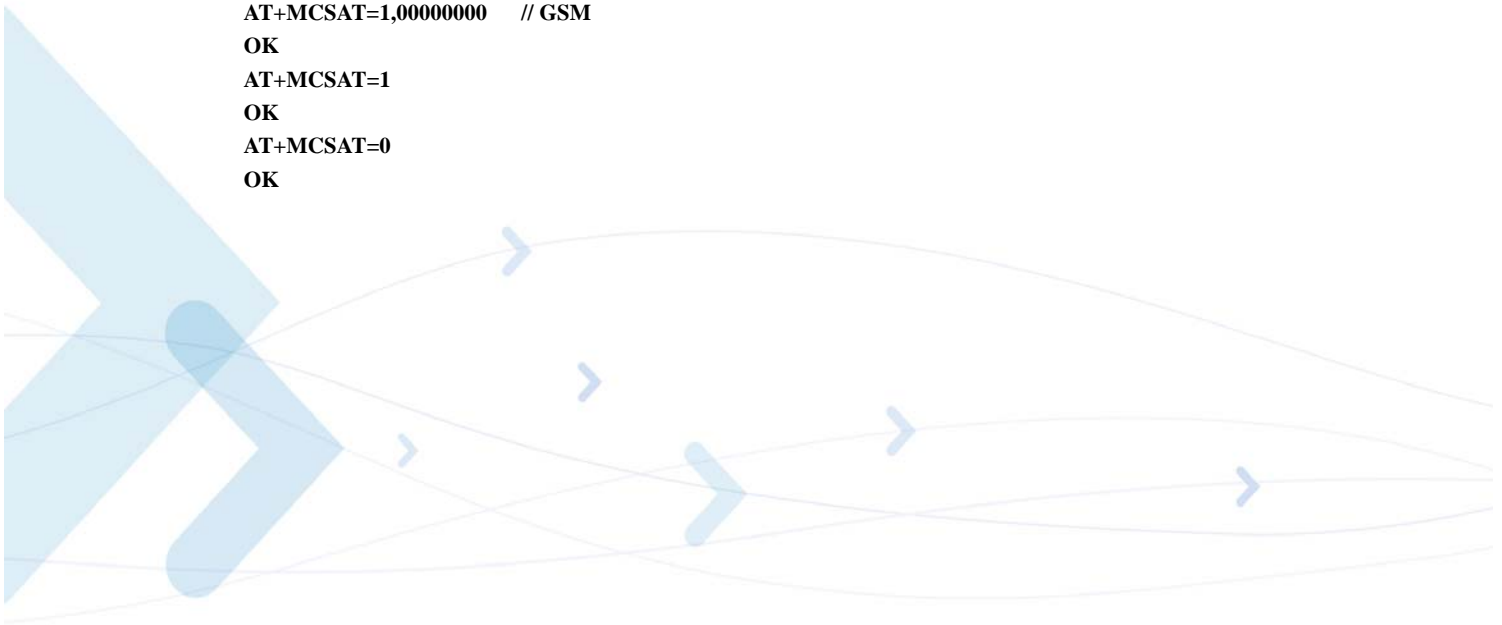 AT+MCSAT=1,00000000 // GSM
OK
AT+MCSAT=1
OK
AT+MCSAT=0
OK